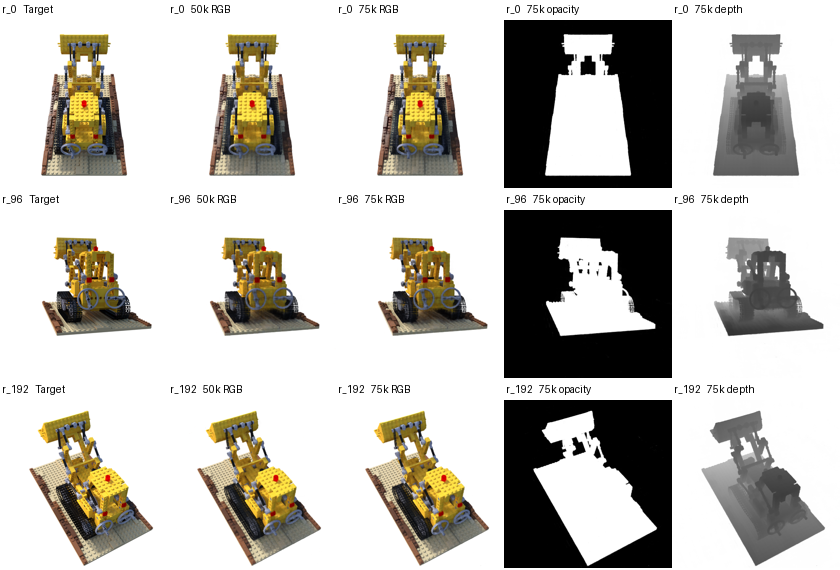 r_0 Target r_0 50k RGB r_0 75k RGB r_0 75k opacity r_0 75k depth
r_96 Target r_96 50k RGB r_96 75k RGB r_96 75k opacity r_96 75k depth
r_192 Target r_192 50k RGB r_192 75k RGB r_192 75k opacity r_192 75k depth